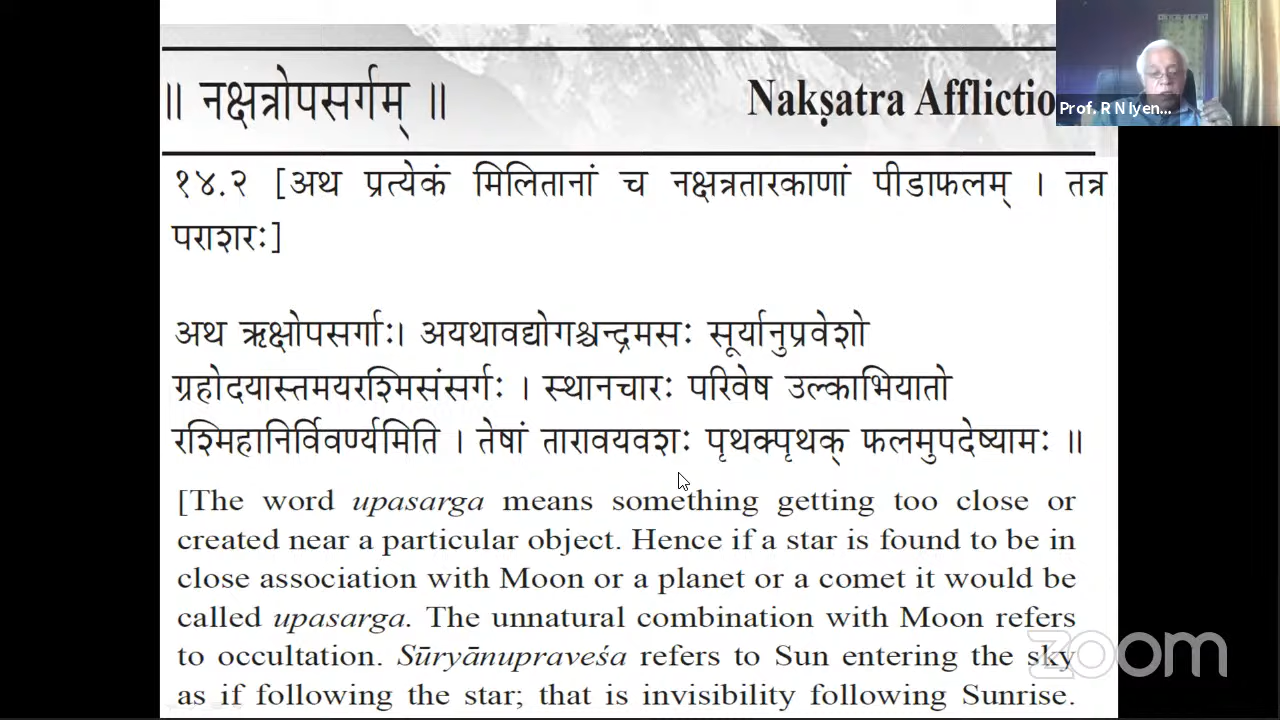 ॥ नक्षत्रोपसर्गम् ॥ Nakṣatra Afflictio
Prof. R N Iyen...
१४.२ [अथ प्रत्येकं मिलितानां च नक्षत्रतारकाणां पीडाफलम् । तत्र
पराशरः]
अथ ऋक्षोपसर्गाः। अयथावद्योगश्चन्द्रमसः सूर्यानुप्रवेशो
ग्रहोदयास्तमयरश्मिसंसर्गः । स्थानचारः परिवेष उल्काभियातो
रश्मिहानिर्विवर्ण्यमिति । तेषां तारावयवशः पृथक्पृथक् फलमुपदेष्यामः ॥
[The word upasarga means something getting too close or
created near a particular object. Hence if a star is found to be in
close association with Moon or a planet or a comet it would be
called upasarga. The unnatural combination with Moon refers
to occultation. Sūryānupraveśa refers to Sun entering the sky
as if following the star; that is invisibility following Sunrise.
zoom